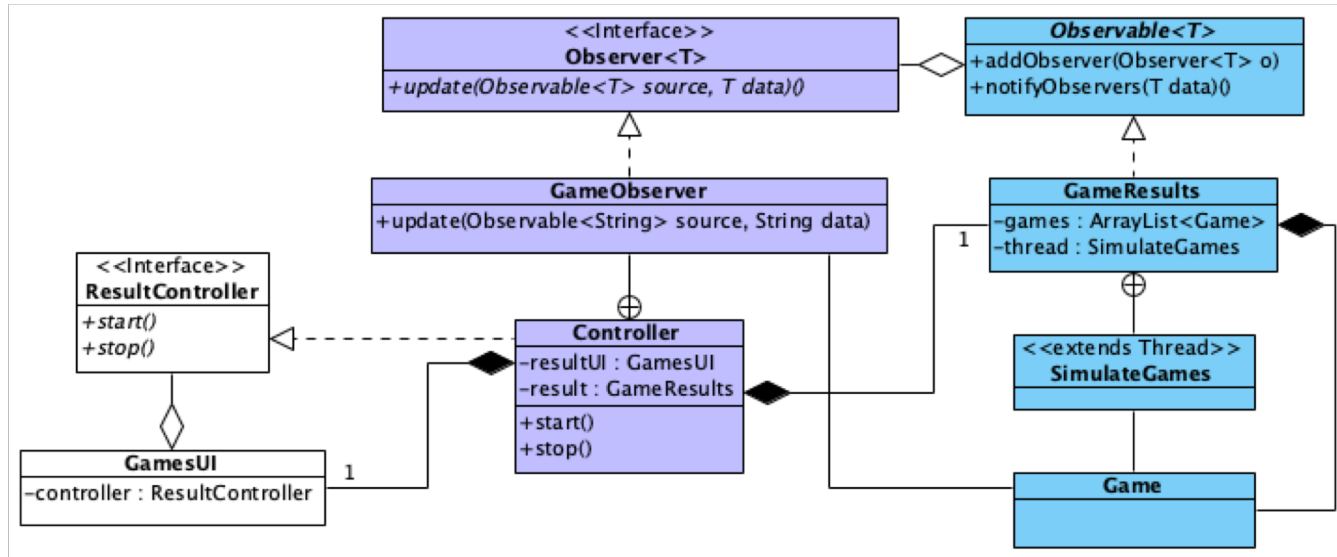 <<Interface>>
Observer<T>
+update(Observable<T> source, T data)()
Observable<T>
+addObserver(Observer<T> o)
+notifyObservers(T data)()
GameObserver
+update(Observable<String> source, String data)
GameResults
-games : ArrayList<Game>
-thread : SimulateGames
1
<<Interface>>
ResultController
+start()
+stop()
Controller
-resultUI : GamesUI
-result : GameResults
+start()
+stop()
<<extends Thread>>
SimulateGames
GamesUI
-controller : ResultController
1
Game